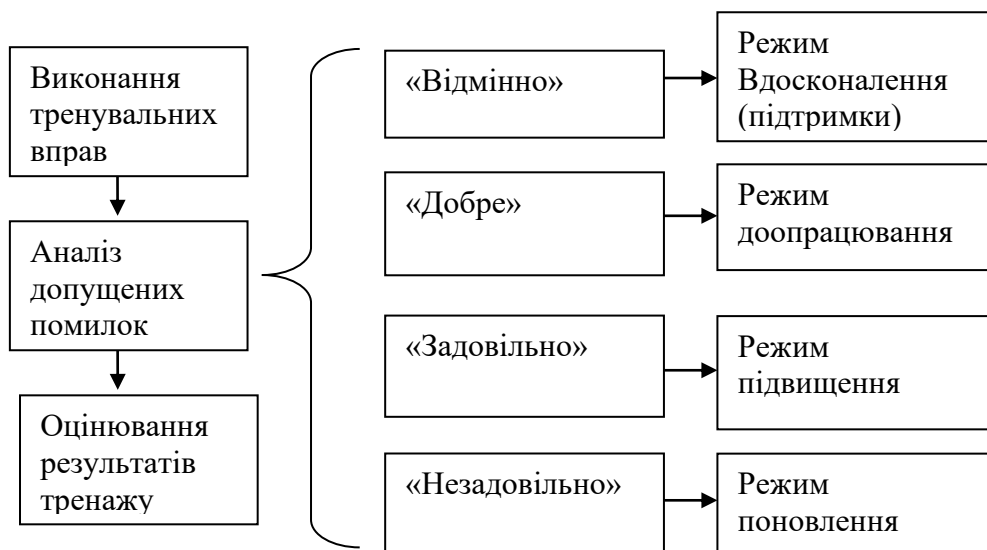 Виконання
тренувальних
вправ
Аналіз
допущених
помилок
Оцінювання
результатів
тренажу
«Відмінно»
Режим
Вдосконалення
(підтримки)
«Добре»
Режим
доопрацювання
«Задовільно»
Режим
підвищення
«Незадовільно»
Режим
поновлення